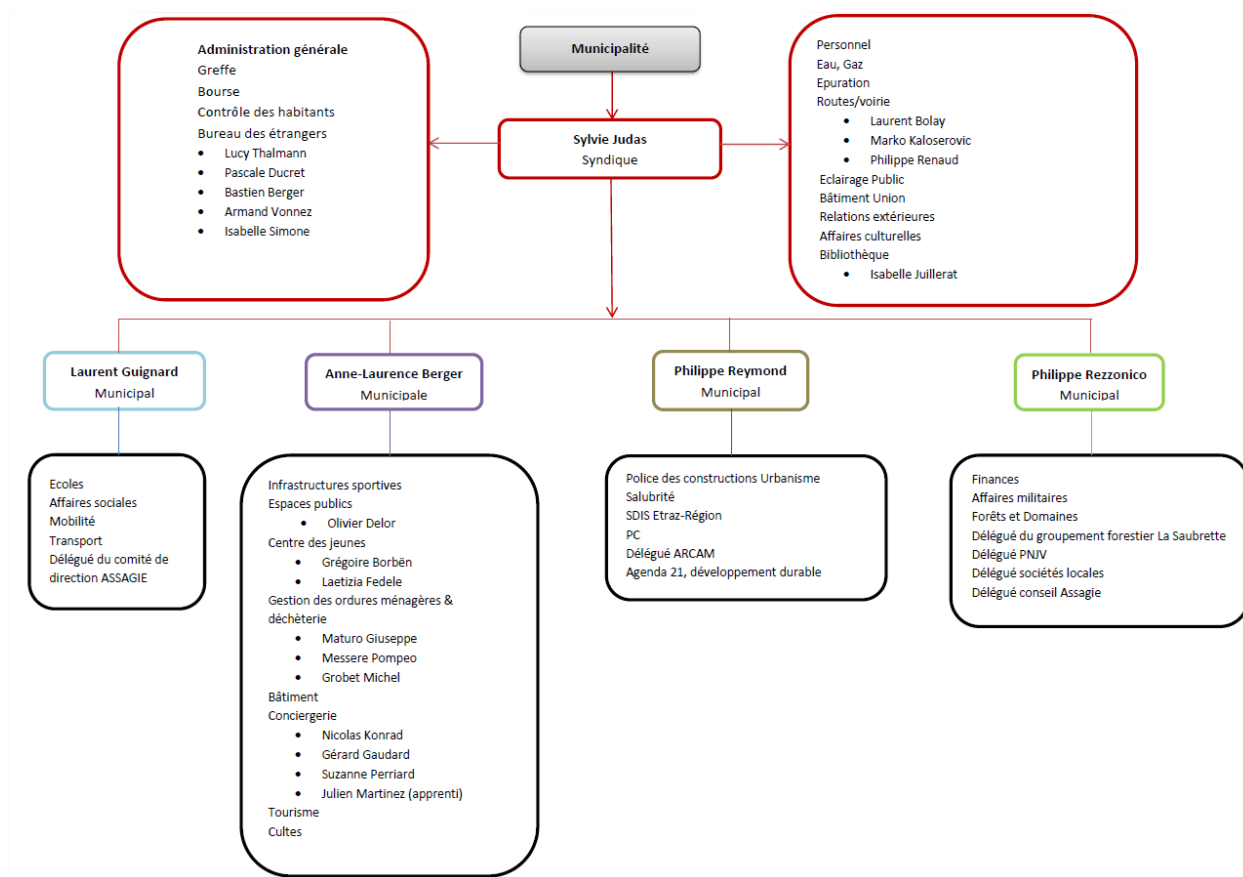 Municipalité
Sylvie Judas
Syndique
Administration générale
Greffe
Bourse
Contrôle des habitants
Bureau des étrangers
• Lucy Thalmann
• Pascale Ducret
• Bastien Berger
• Armand Vonnez
• Isabelle Simone
Personnel
Eau, Gaz
Epuration
Routes/voirie
• Laurent Bolay
• Marko Kaloserovic
• Philippe Renaud
Eclairage Public
Bâtiment Union
Relations extérieures
Affaires culturelles
Bibliothèque
• Isabelle Juillerat
Laurent Guignard
Municipal
Ecoles
Affaires sociales
Mobilité
Transport
Délégué du comité de
direction ASSAGIE
Anne-Laurence Berger
Municipale
Infrastructures sportives
Espaces publics
• Olivier Delor
Centre des jeunes
• Grégoire Borbën
• Laetizia Fedele
Gestion des ordures ménagères &
déchèterie
• Maturo Giuseppe
• Messere Pompeo
• Grobet Michel
Bâtiment
Conciergerie
• Nicolas Konrad
• Gérard Gaudard
• Suzanne Perriard
• Julien Martinez (apprenti)
Tourisme
Cultes
Philippe Reymond
Municipal
Police des constructions Urbanisme
Salubrité
SDIS Etraz-Région
PC
Délégué ARCAM
Agenda 21, développement durable
Philippe Rezzonico
Municipal
Finances
Affaires militaires
Forêts et Domaines
Délégué du groupement forestier La Saubrette
Délégué PNJV
Délégué sociétés locales
Délégué conseil Assagie